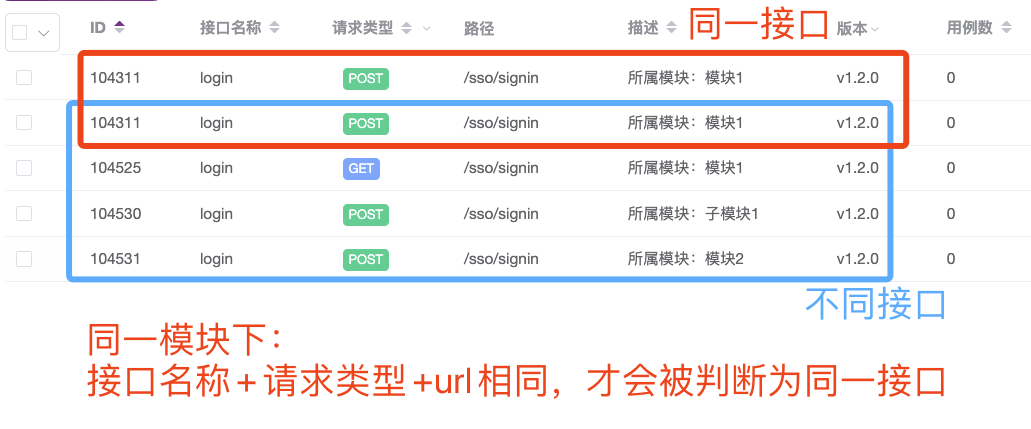 同一接口
ID 接口名称 请求类型 路径 描述 版本 用例数
104311 login POST /sso/signin 所属模块：模块1 v1.2.0 0
104311 login POST /sso/signin 所属模块：模块1 v1.2.0 0
104525 login GET /sso/signin 所属模块：模块1 v1.2.0 0
104530 login POST /sso/signin 所属模块：子模块1 v1.2.0 0
104531 login POST /sso/signin 所属模块：模块2 v1.2.0 0
不同接口
同一模块下：
接口名称+请求类型+url相同，才会被判断为同一接口